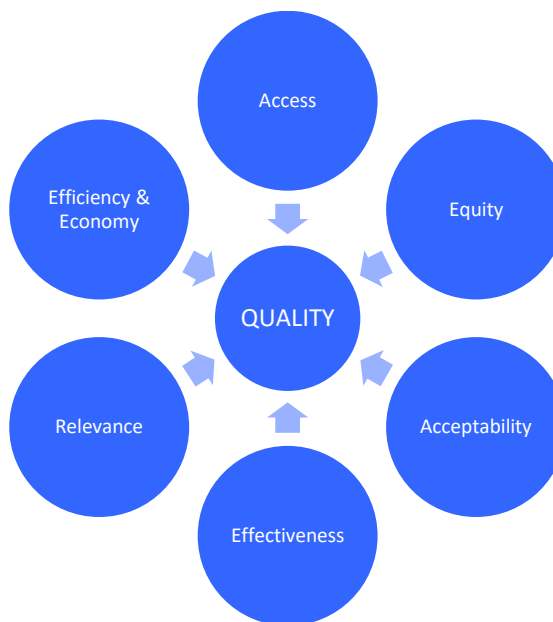 Access
Efficiency &
Economy
Equity
QUALITY
Relevance
Acceptability
Effectiveness